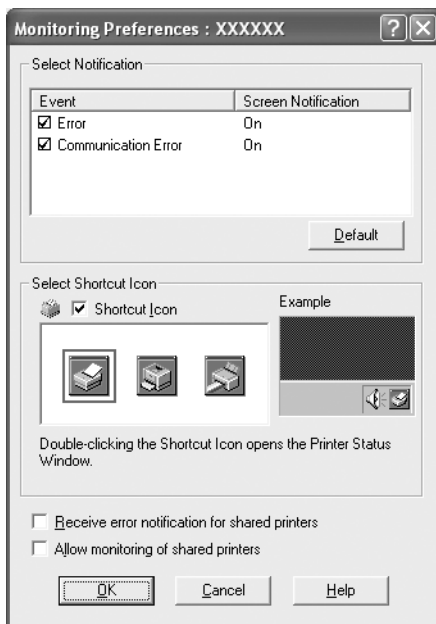 Monitoring Preferences : XXXXXX
Select Notification
Event Screen Notification
Error On
Communication Error On
Default
Select Shortcut Icon
Shortcut Icon
Example
Double-clicking the Shortcut Icon opens the Printer Status
Window.
Receive error notification for shared printers
Allow monitoring of shared printers
OK Cancel Help